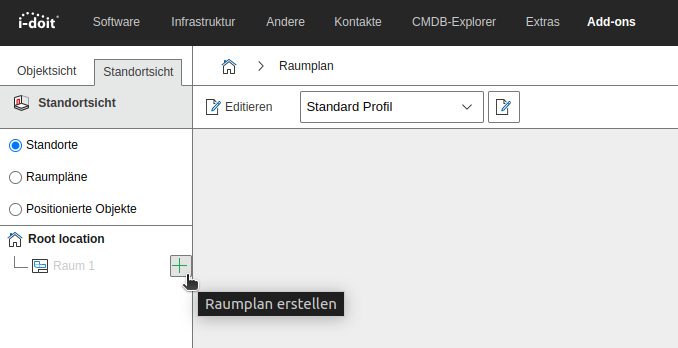 i-doit Software Infrastruktur Andere Kontakte CMDB-Explorer Extras Add-ons
Objektsicht Standortsicht
Raumplan
Standortsicht
Editieren Standard Profil
Standorte
Raumpläne
Positionierte Objekte
Root location
Raum 1
Raumplan erstellen